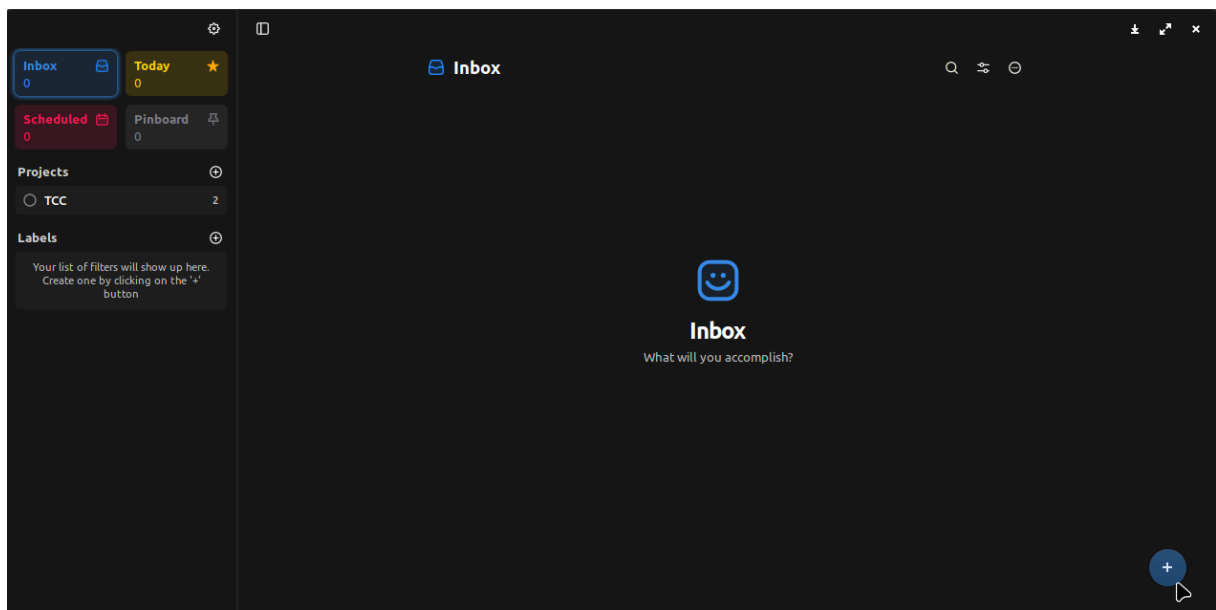 Inbox
0
Today
0
Scheduled
0
Pinboard
0
Projects
TCC
2
Labels
Your list of filters will show up here.
Create one by clicking on the '+'
button
Inbox
Inbox
What will you accomplish?